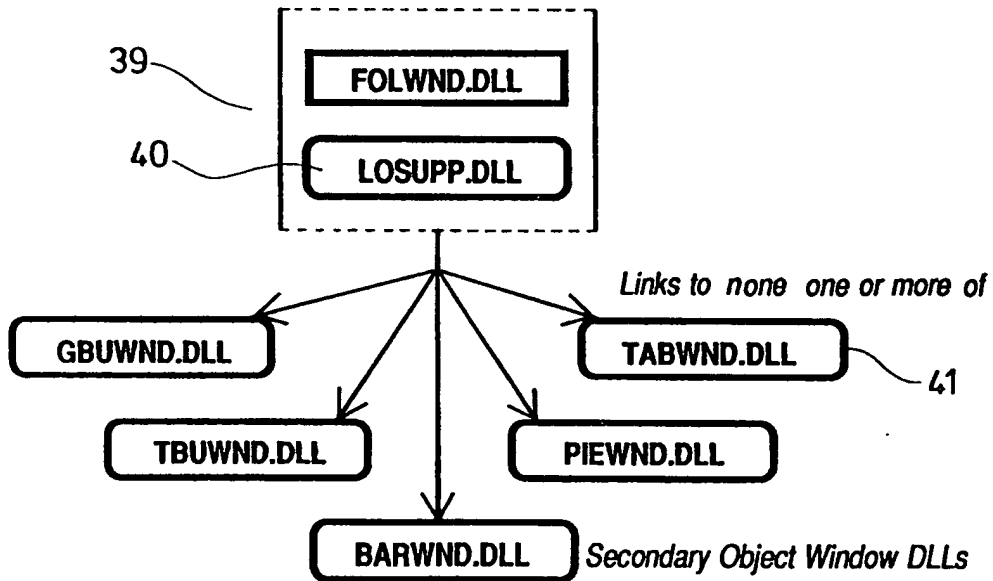 39
FOLWND.DLL
40
LOSUPP.DLL
Links to none one or more of
GBUWND.DLL
TABWND.DLL
41
TBUWND.DLL
PIEWND.DLL
BARWND.DLL
Secondary Object Window DLLs